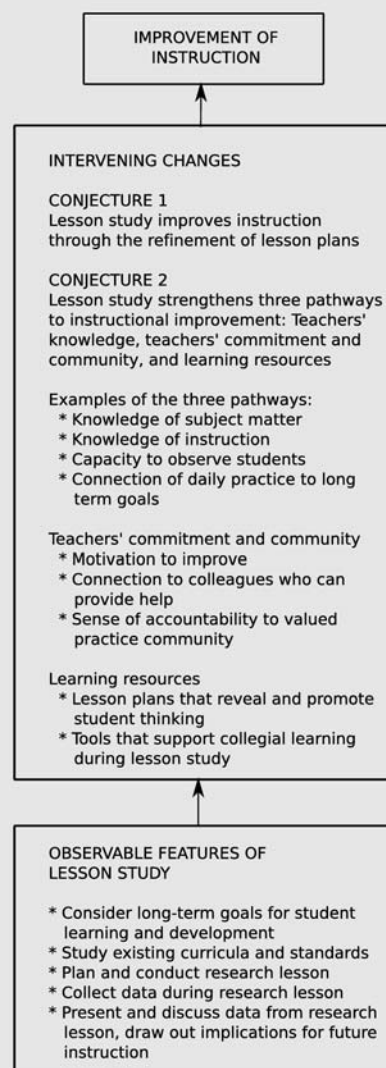 IMPROVEMENT OF
INSTRUCTION
INTERVENING CHANGES
CONJECTURE 1
Lesson study improves instruction
through the refinement of lesson plans
CONJECTURE 2
Lesson study strengthens three pathways
to instructional improvement: Teachers'
knowledge, teachers' commitment and
community, and learning resources
Examples of the three pathways:
* Knowledge of subject matter
* Knowledge of instruction
* Capacity to observe students
* Connection of daily practice to long
term goals
Teachers' commitment and community
* Motivation to improve
* Connection to colleagues who can
provide help
* Sense of accountability to valued
practice community
Learning resources
* Lesson plans that reveal and promote
student thinking
* Tools that support collegial learning
during lesson study
OBSERVABLE FEATURES OF
LESSON STUDY
* Consider long-term goals for student
learning and development
* Study existing curricula and standards
* Plan and conduct research lesson
* Collect data during research lesson
* Present and discuss data from research
lesson, draw out implications for future
instruction